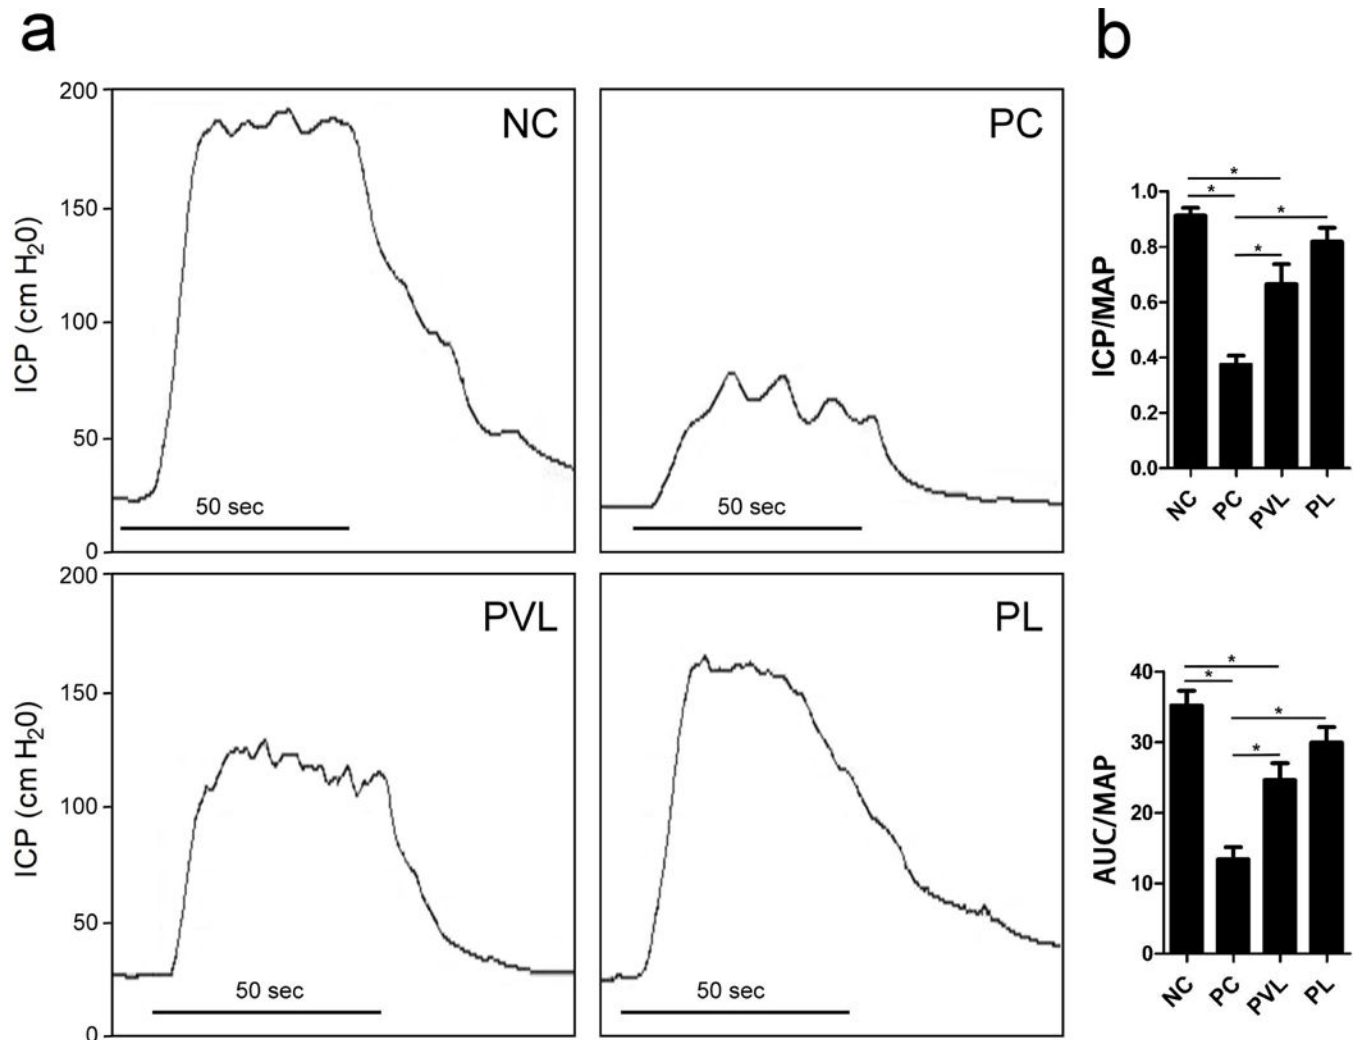 a
b
200
150
100
50
0
ICP (cm H₂0)
NC
50 sec
PC
50 sec
200
150
100
50
0
ICP (cm H₂0)
PVL
50 sec
PL
50 sec
1.0
0.8
0.6
0.4
0.2
0.0
ICP/MAP
*
*
*
*
NC PC PVL PL
40
30
20
10
0
AUC/MAP
*
*
*
*
NC PC PVL PL